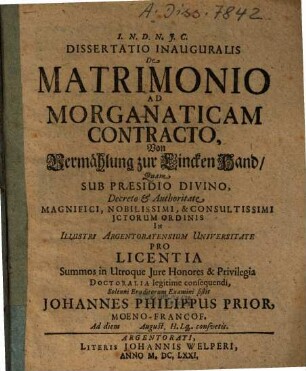 A. Diss. 7842
I. N. D. N. J. C.
DISSERTATIO INAUGURALIS
De
MATRIMONIO
AD
MORGANATICAM
CONTRACTO,
Von
Vermählung zur Lincken Hand/
Quam
SUB PRÆSIDIO DIVINO,
Decreto & Authoritate
MAGNIFICI, NOBILISSIMI, & CONSULTISSIMI
JCTORUM ORDINIS
In
ILLUSTRI ARGENTORATENSIUM UNIVERSITATE
PRO
LICENTIA
Summos in Utroque Jure Honores & Privilegia
DOCTORALIA legitime consequendi,
Solenni Eruditorum Examini sistit
JOHANNES PHILIPPUS PRIOR,
MOENO-FRANCOF.
Ad diem August. H. L q. consvetis.
ARGENTORATI,
LITERIS JOHANNIS WELPERI,
ANNO M, DC, LXXI.